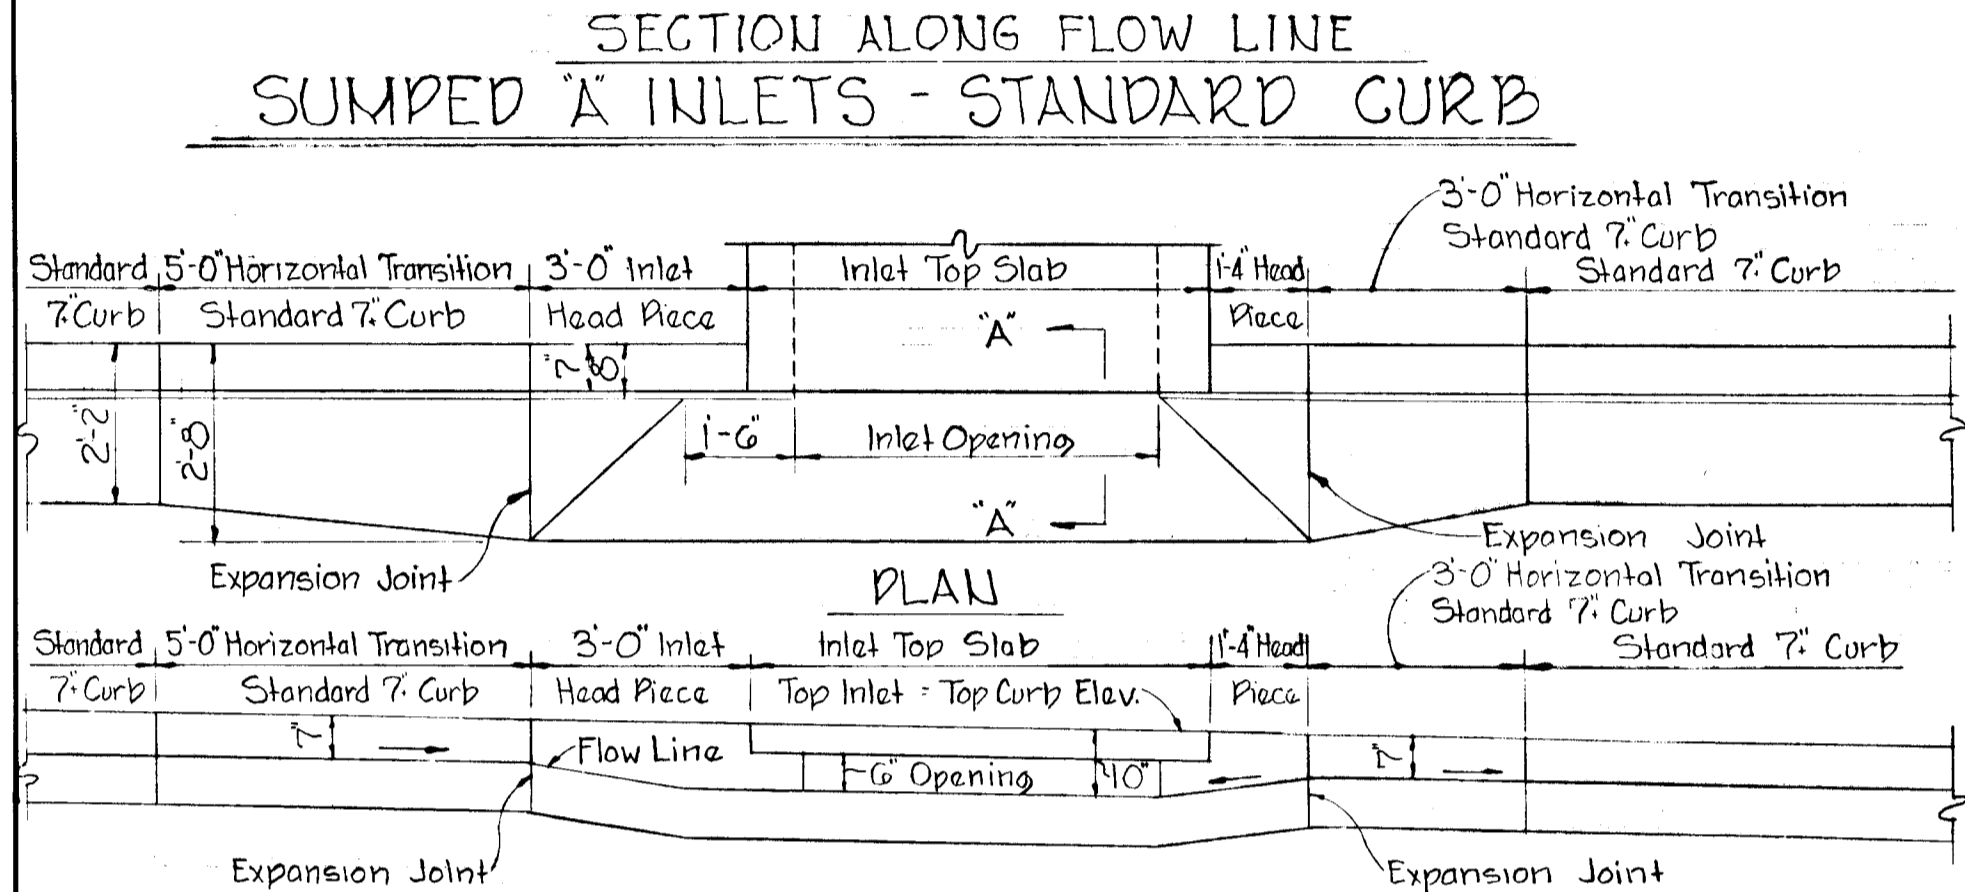 SECTION ALONG FLOW LINE
SUMPED "A" INLETS - STANDARD CURB
3'-0" Horizontal Transition
Standard 7" Curb
Standard 5'-0" Horizontal Transition 3'-0" Inlet Inlet Top Slab 1'-4" Head Standard 7" Curb
7" Curb Standard 7" Curb Head Piece Piece
"A"
7" 8"
2'-2" 2'-8" 1'-6" Inlet Opening
"A"
Expansion Joint
Expansion Joint
PLAN
3'-0" Horizontal Transition
Standard 7" Curb
Standard 5'-0" Horizontal Transition 3'-0" Inlet Inlet Top Slab 1'-4" Head Standard 7" Curb
7" Curb Standard 7" Curb Head Piece Top Inlet = Top Curb Elev. Piece
7" Flow Line 7"
6" Opening 10"
Expansion Joint Expansion Joint